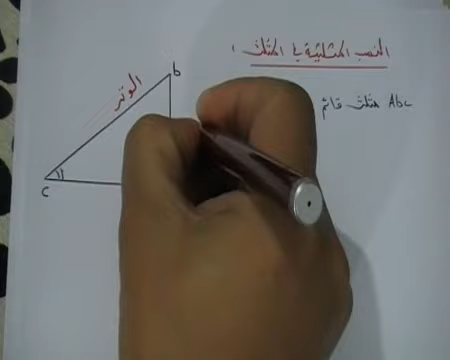 النسب المثلثية في المثلث :
Abc مثلث قائم
الوتر
b
c